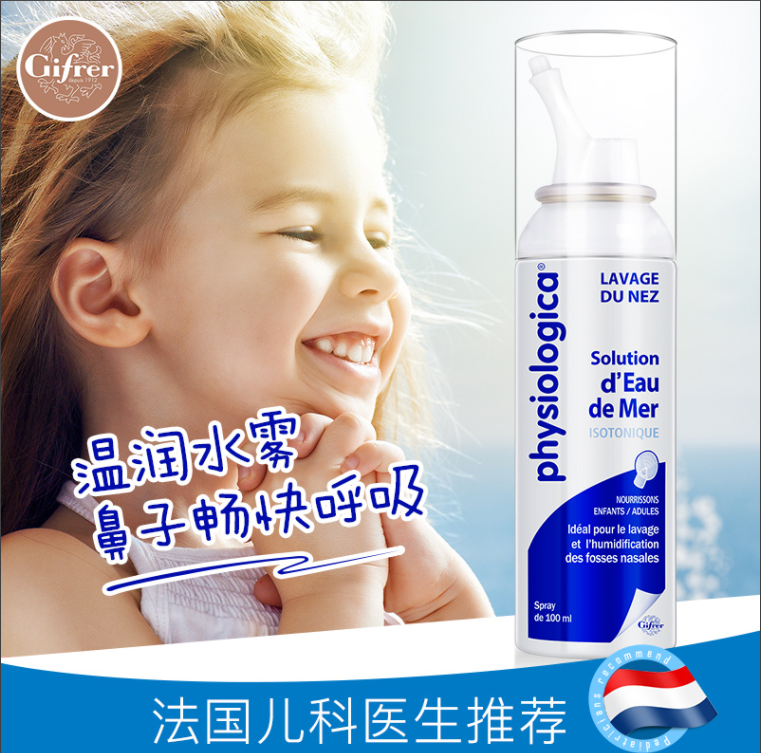 Gifrer
depuis 1912
温润水雾
鼻子畅快呼吸
physiologica®
LAVAGE
DU NEZ
Solution
d'Eau
de Mer
ISOTONIQUE
NOURRISSONS
ENFANTS / ADULES
Idéal pour le lavage
et l'humidification
des fosses nasales
Spray
de 100 ml
Gifrer
法国儿科医生推荐
Pediatricians recommend